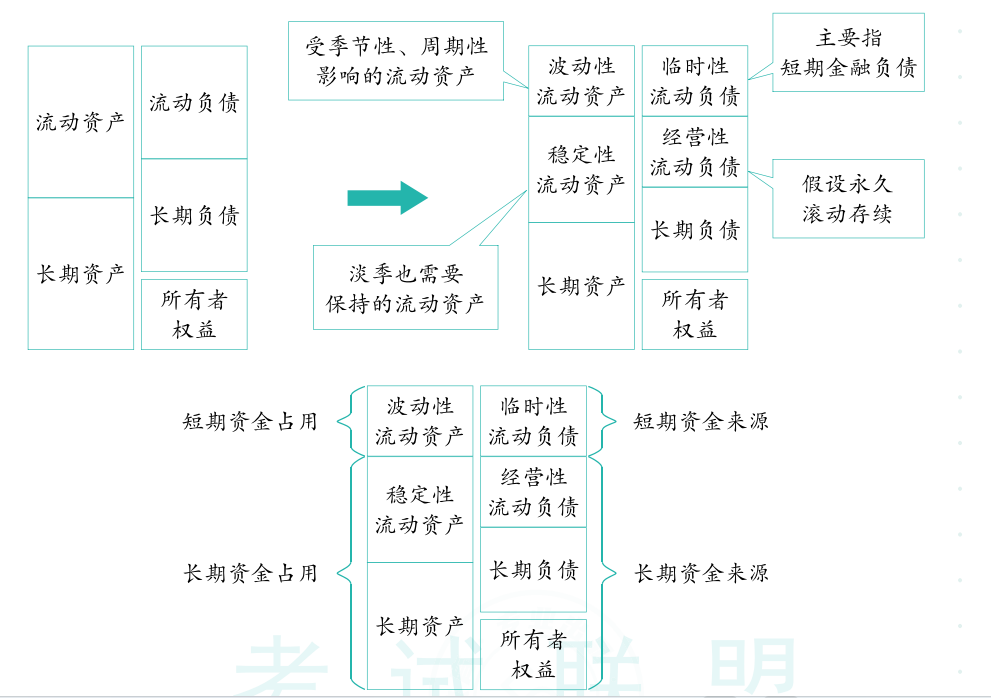 流动资产
长期资产
流动负债
长期负债
所有者
权益
受季节性、周期性
影响的流动资产
淡季也需要
保持的流动资产
波动性
流动资产
稳定性
流动资产
长期资产
临时性
流动负债
经营性
流动负债
长期负债
所有者
权益
主要指
短期金融负债
假设永久
滚动存续
短期资金占用
长期资金占用
波动性
流动资产
稳定性
流动资产
长期资产
临时性
流动负债
经营性
流动负债
长期负债
所有者
权益
短期资金来源
长期资金来源
考试联明